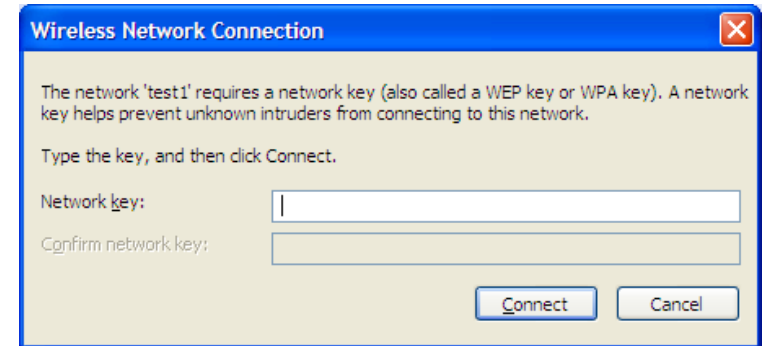 Wireless Network Connection
The network 'test1' requires a network key (also called a WEP key or WPA key). A network
key helps prevent unknown intruders from connecting to this network.
Type the key, and then click Connect.
Network key:
Confirm network key:
Connect Cancel